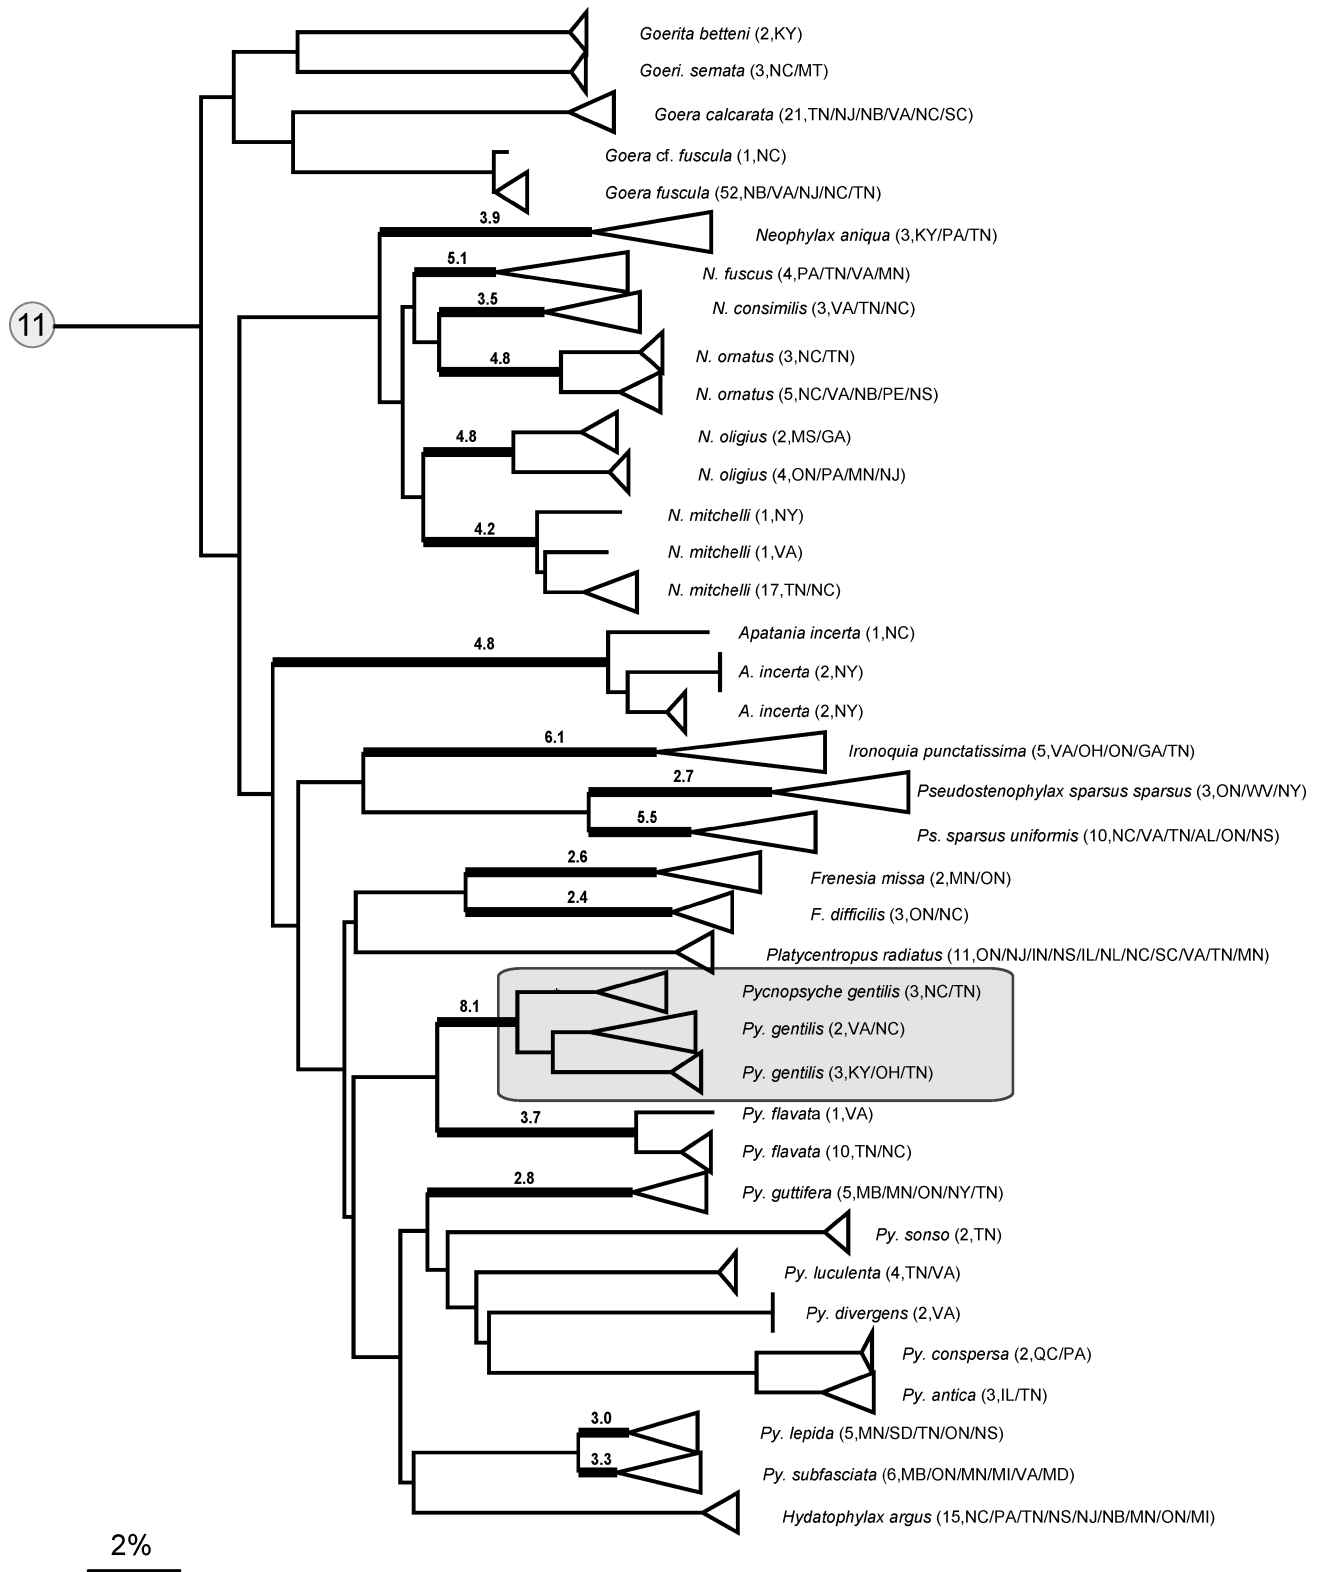 Goerita betteni (2,KY)
Goeri. semata (3,NC/MT)
Goera calcarata (21,TN/NJ/NB/VA/NC/SC)
Goera cf. fuscula (1,NC)
Goera fuscula (52,NB/VA/NJ/NC/TN)
3.9
Neophylax aniqua (3,KY/PA/TN)
5.1
N. fuscus (4,PA/TN/VA/MN)
3.5
N. consimilis (3,VA/TN/NC)
11
4.8
N. ornatus (3,NC/TN)
N. ornatus (5,NC/VA/NB/PE/NS)
4.8
N. oligius (2,MS/GA)
N. oligius (4,ON/PA/MN/NJ)
4.2
N. mitchelli (1,NY)
N. mitchelli (1,VA)
N. mitchelli (17,TN/NC)
4.8
Apatania incerta (1,NC)
A. incerta (2,NY)
A. incerta (2,NY)
6.1
Ironoquia punctatissima (5,VA/OH/ON/GA/TN)
2.7
Pseudostenophylax sparsus sparsus (3,ON/WV/NY)
5.5
Ps. sparsus uniformis (10,NC/VA/TN/AL/ON/NS)
2.6
Frenesia missa (2,MN/ON)
2.4
F. difficilis (3,ON/NC)
Platycentropus radiatus (11,ON/NJ/IN/NS/IL/NL/NC/SC/VA/TN/MN)
8.1
Pycnopsyche gentilis (3,NC/TN)
Py. gentilis (2,VA/NC)
Py. gentilis (3,KY/OH/TN)
3.7
Py. flavata (1,VA)
Py. flavata (10,TN/NC)
2.8
Py. guttifera (5,MB/MN/ON/NY/TN)
Py. sonso (2,TN)
Py. luculenta (4,TN/VA)
Py. divergens (2,VA)
Py. conspersa (2,QC/PA)
Py. antica (3,IL/TN)
3.0
Py. lepida (5,MN/SD/TN/ON/NS)
3.3
Py. subfasciata (6,MB/ON/MN/MI/VA/MD)
Hydatophylax argus (15,NC/PA/TN/NS/NJ/NB/MN/ON/MI)
2%